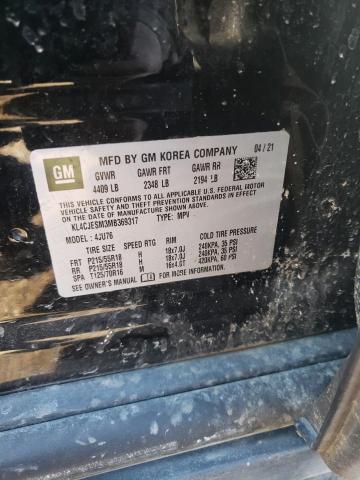 GM
MFD BY GM KOREA COMPANY 04/21
GVWR GAWR FRT GAWR RR
4409 LB 2348 LB 2194 LB
THIS VEHICLE CONFORMS TO ALL APPLICABLE U.S. FEDERAL MOTOR
VEHICLE SAFETY, BUMPER, AND THEFT PREVENTION STANDARDS IN
EFFECT ON THE DATE OF MANUFACTURE SHOWN ABOVE.
KL4CJESM3MB369317 TYPE: MPV
MODEL: 4JU76
TIRE SIZE SPEED RTG RIM COLD TIRE PRESSURE
FRT P215/55R18 H 18x7.0J 240KPA, 35 PSI
RR P215/55R18 H 18x7.0J 240KPA, 35 PSI
SPA T125/70R16 M 16x4.0T 420KPA, 60 PSI
SEE OWNER'S MANUAL FOR MORE INFORMATION.